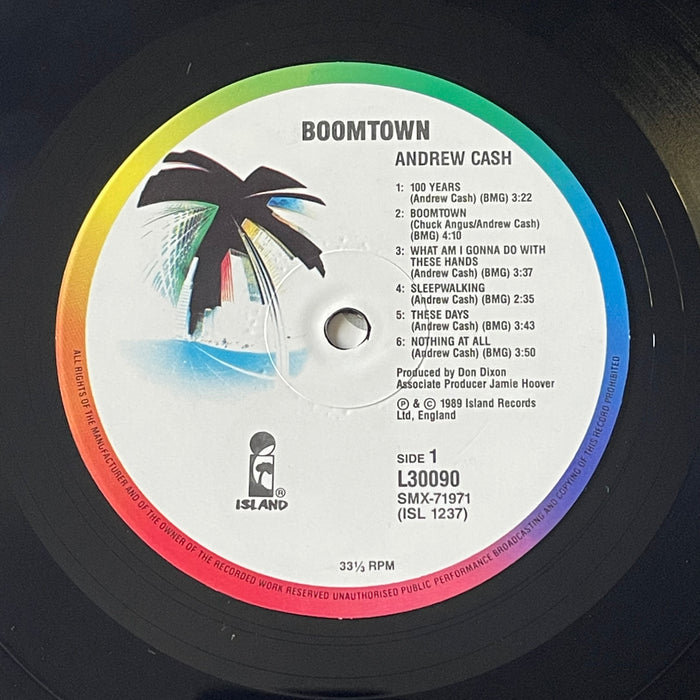 BOOMTOWN
ANDREW CASH
1: 100 YEARS
(Andrew Cash) (BMG) 3:22
2: BOOMTOWN
(Chuck Angus/Andrew Cash)
(BMG) 4:10
3: WHAT AM I GONNA DO WITH
THESE HANDS
(Andrew Cash) (BMG) 3:37
4: SLEEPWALKING
(Andrew Cash) (BMG) 2:35
5: THESE DAYS
(Andrew Cash) (BMG) 3:43
6: NOTHING AT ALL
(Andrew Cash) (BMG) 3:50
Produced by Don Dixon
Associate Producer Jamie Hoover
Ⓟ & © 1989 Island Records
Ltd, England
SIDE 1
L30090
SMX-71971
(ISL 1237)
ISLAND ®
33⅓ RPM
ALL RIGHTS OF THE MANUFACTURER AND OF THE OWNER OF THE RECORDED WORK RESERVED UNAUTHORISED PUBLIC PERFORMANCE BROADCASTING AND COPYING OF THIS RECORD PROHIBITED